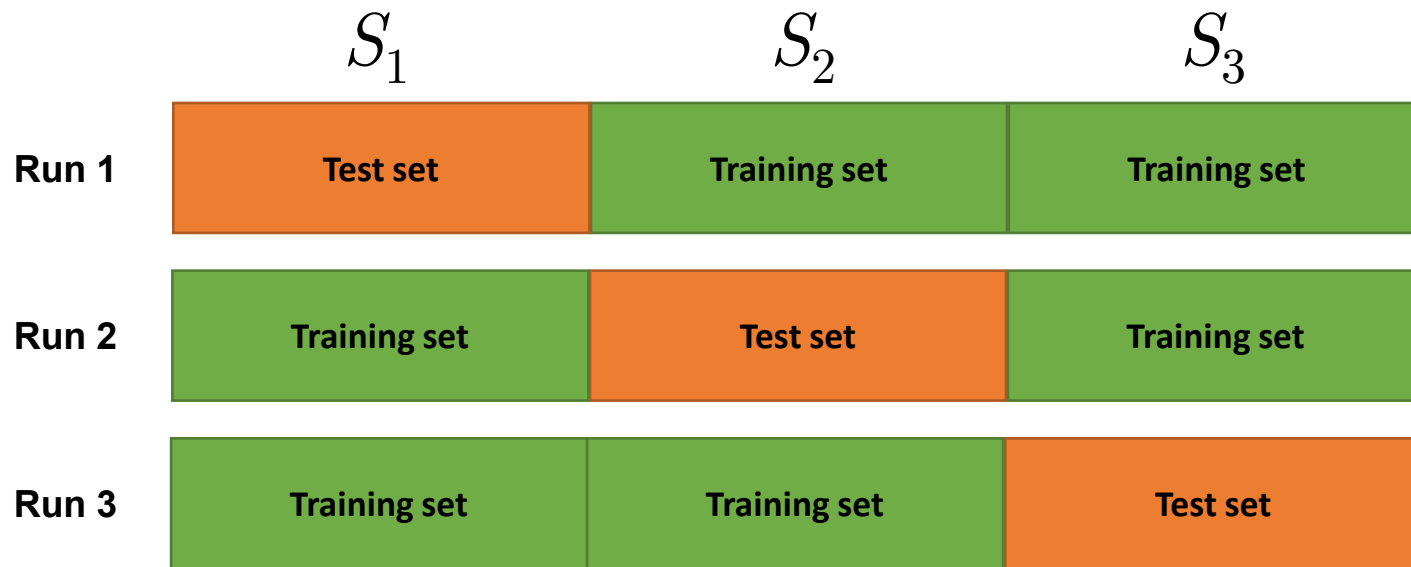 S₁ S₂ S₃
Run 1 Test set Training set Training set
Run 2 Training set Test set Training set
Run 3 Training set Training set Test set